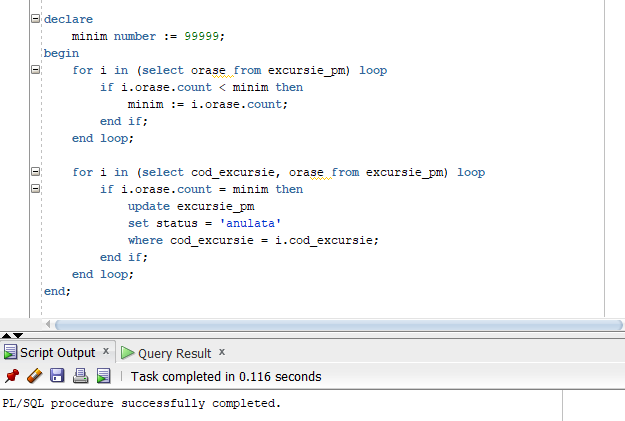 declare
    minim number := 99999;
begin
    for i in (select orase from excursie_pm) loop
        if i.orase.count < minim then
            minim := i.orase.count;
        end if;
    end loop;

    for i in (select cod_excursie, orase from excursie_pm) loop
        if i.orase.count = minim then
            update excursie_pm
            set status = 'anulata'
            where cod_excursie = i.cod_excursie;
        end if;
    end loop;
end;
Script Output x Query Result x
Task completed in 0.116 seconds
PL/SQL procedure successfully completed.